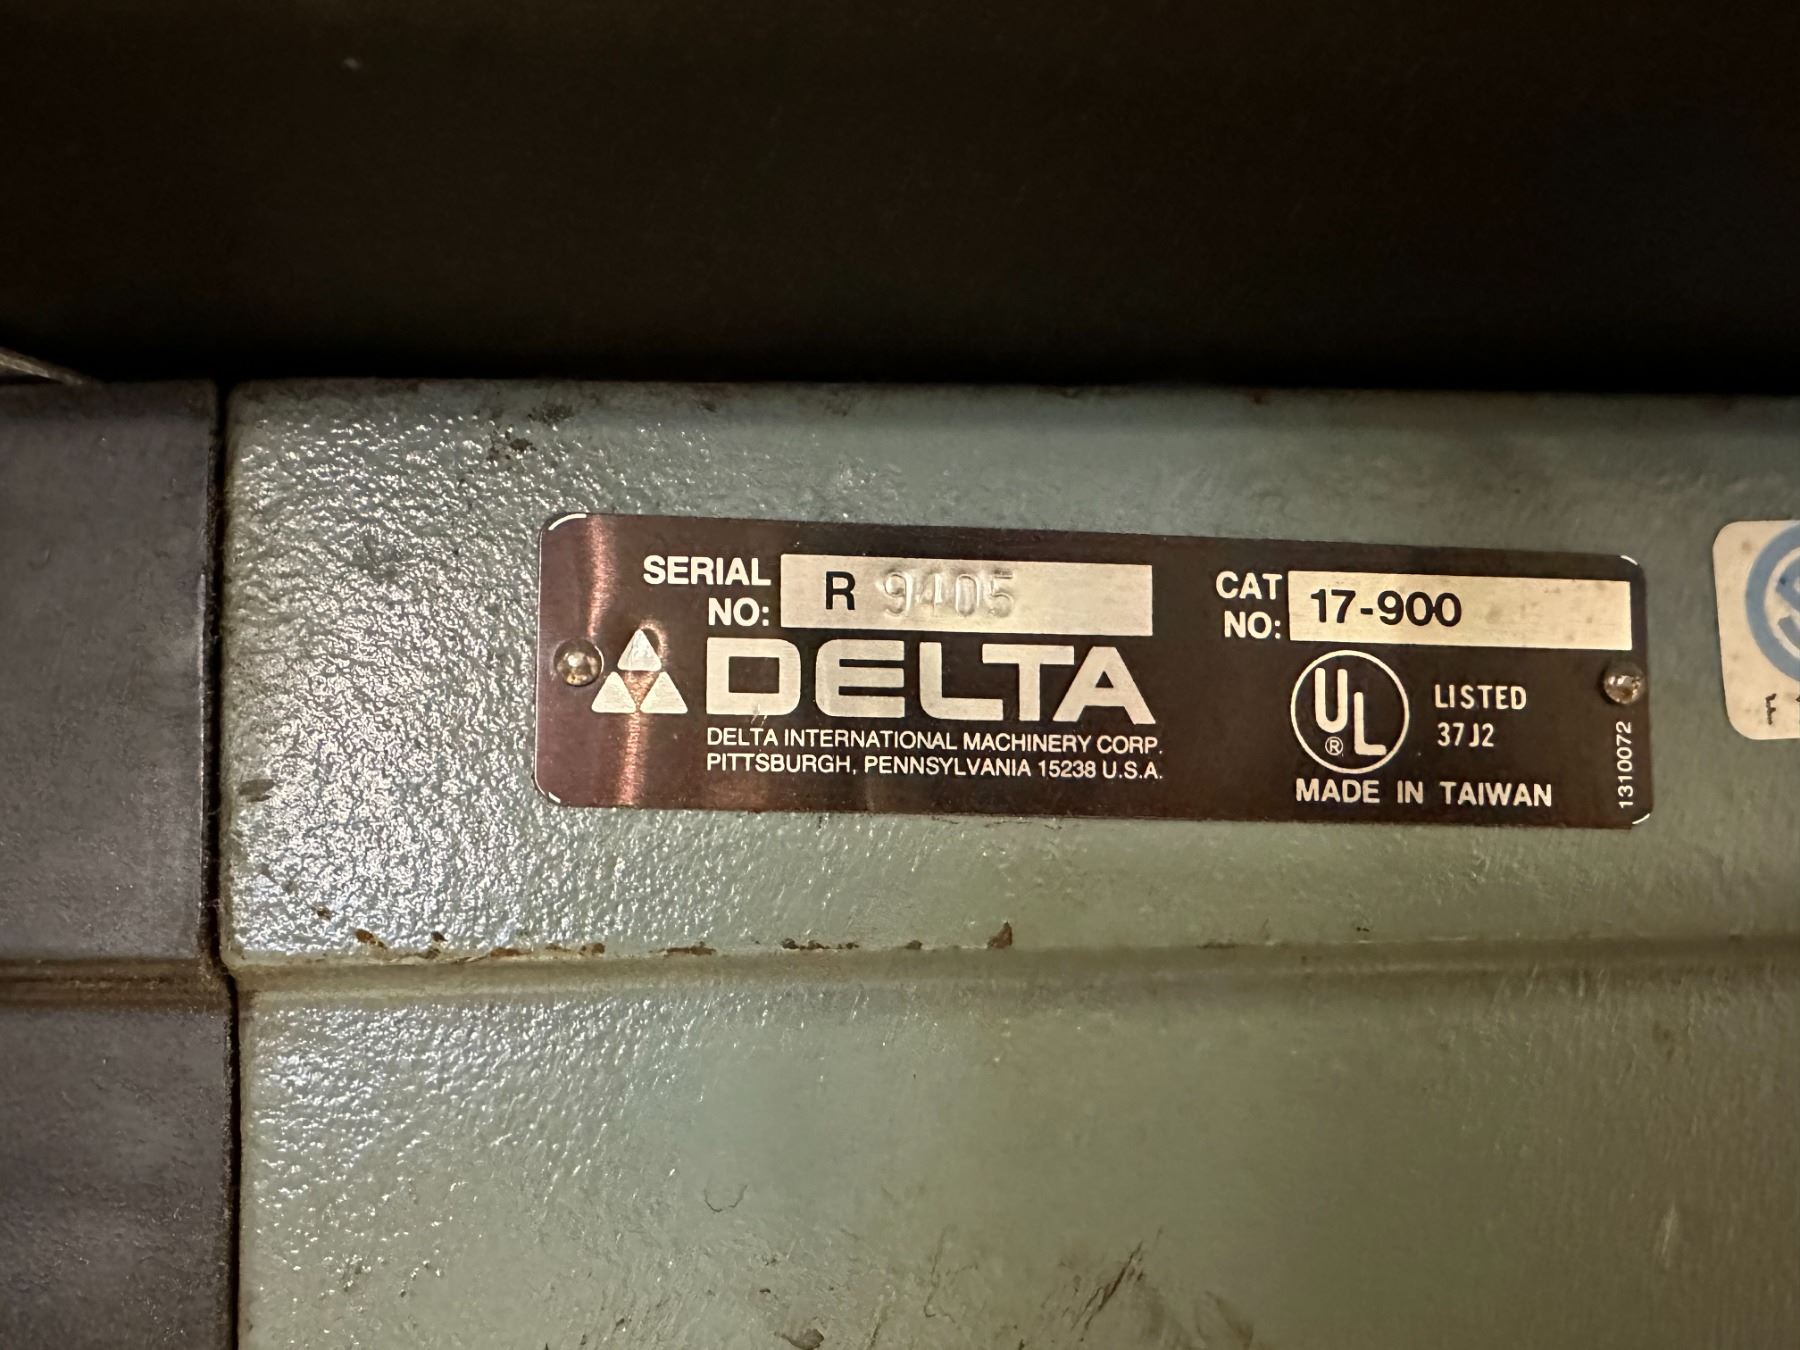 SERIAL NO: R 9405
CAT NO: 17-900
DELTA
DELTA INTERNATIONAL MACHINERY CORP.
PITTSBURGH, PENNSYLVANIA 15238 U.S.A.
UL
®
LISTED
37J2
MADE IN TAIWAN
1310072